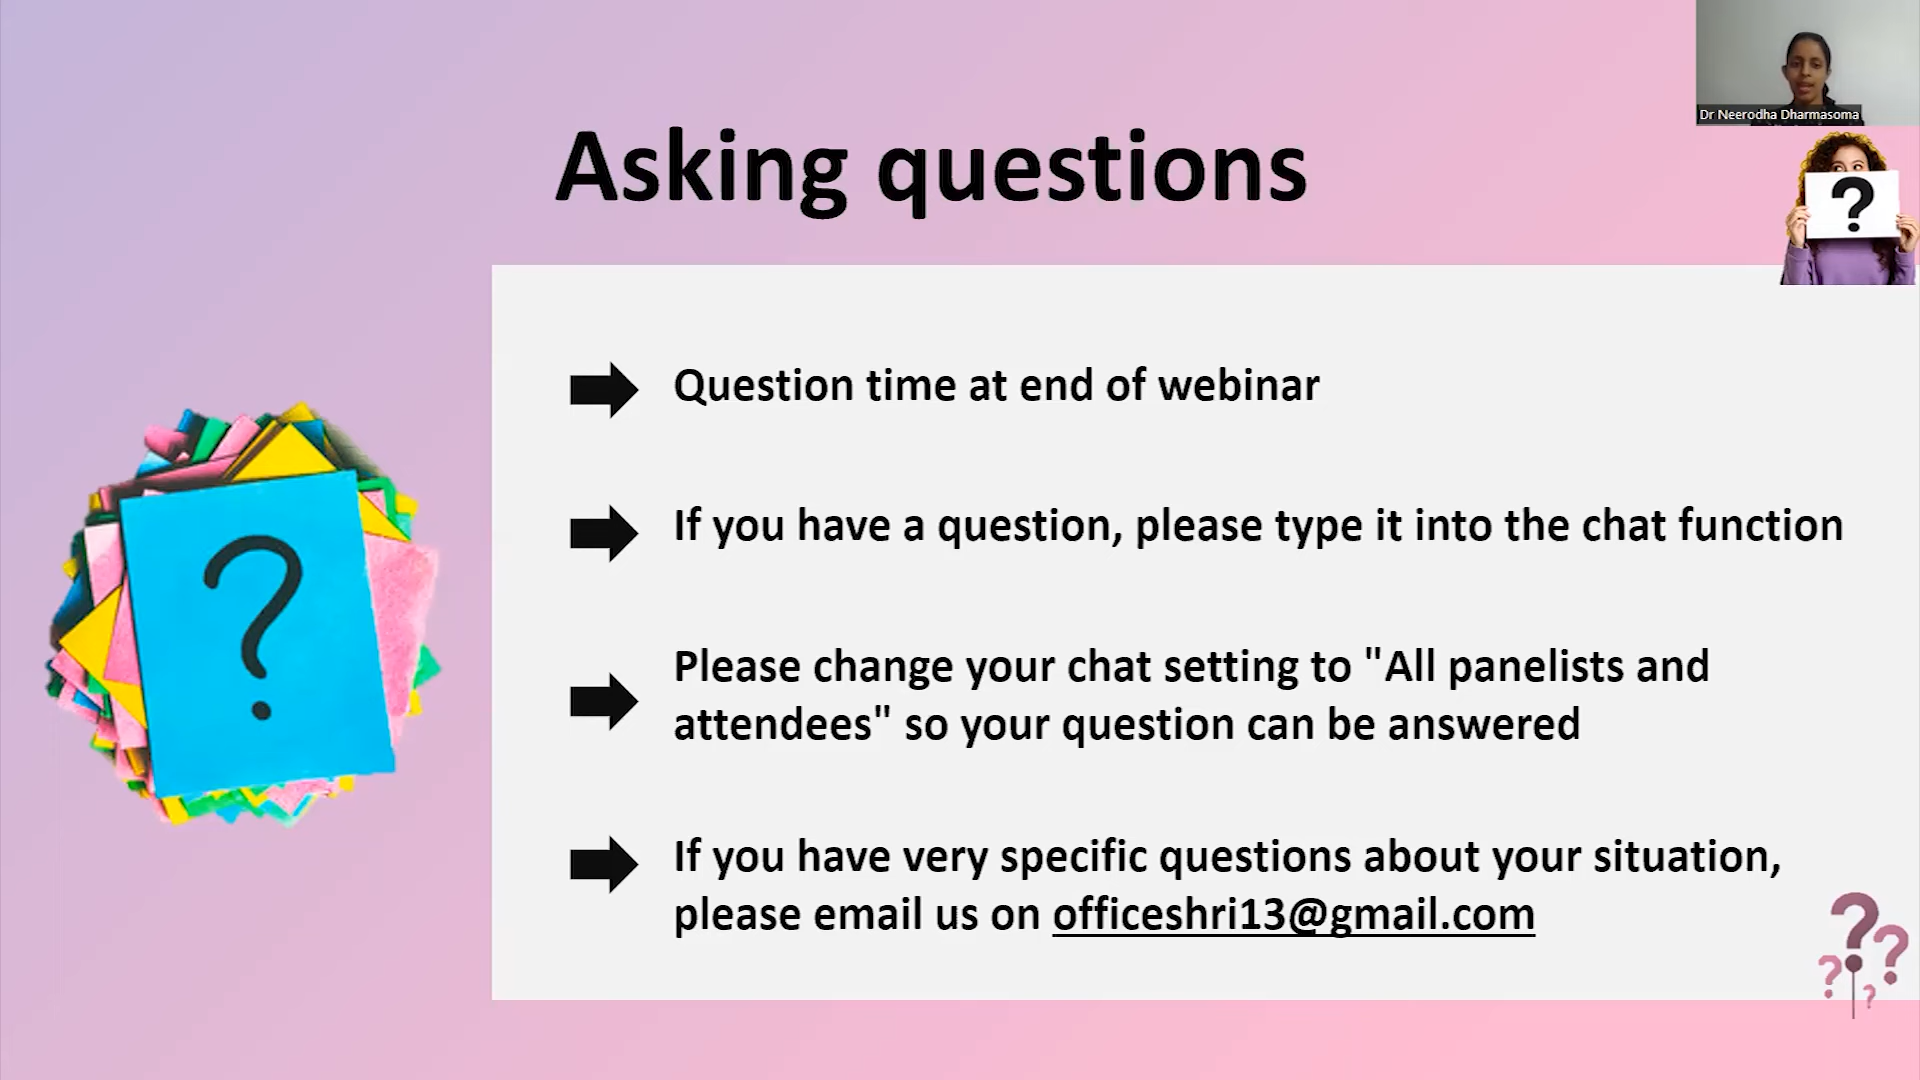 Dr Neerodha Dharmasoma
Asking questions
?
?
Question time at end of webinar
If you have a question, please type it into the chat function
Please change your chat setting to "All panelists and
attendees" so your question can be answered
If you have very specific questions about your situation,
please email us on officeshri13@gmail.com
? ? ? ?